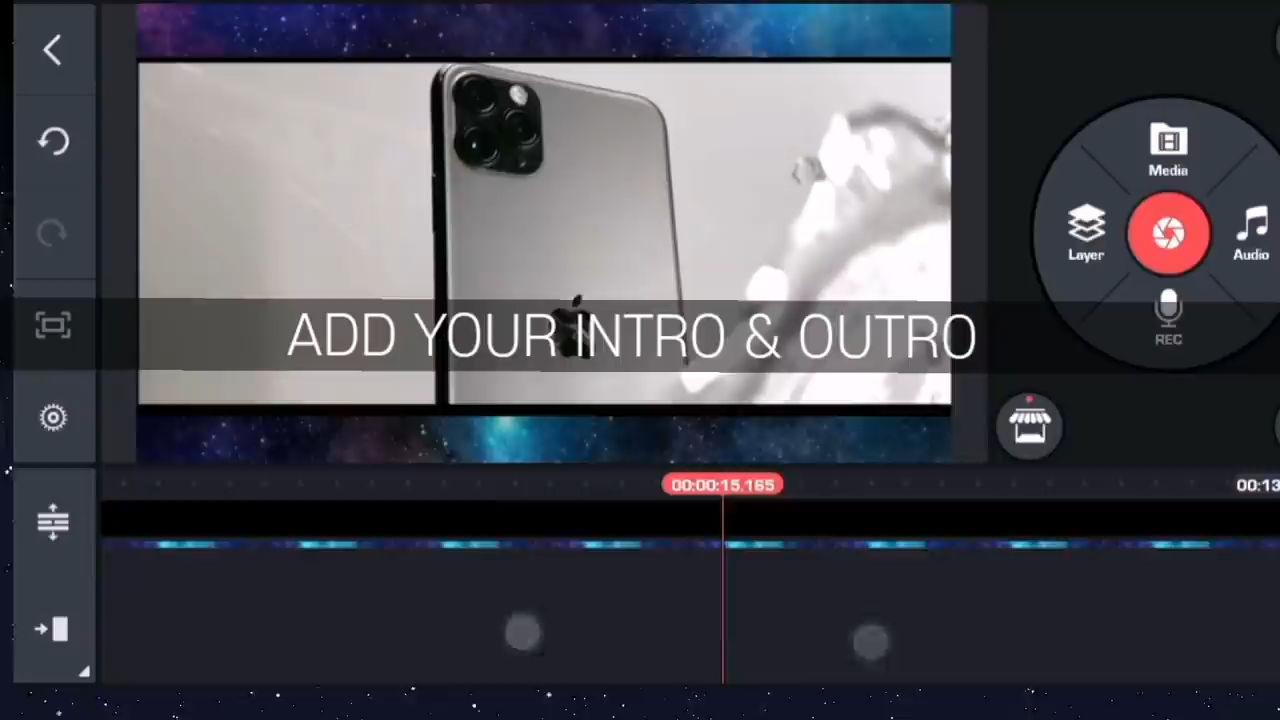 Media
Layer
Audio
REC
ADD YOUR INTRO & OUTRO
00:00:15.165
00:13